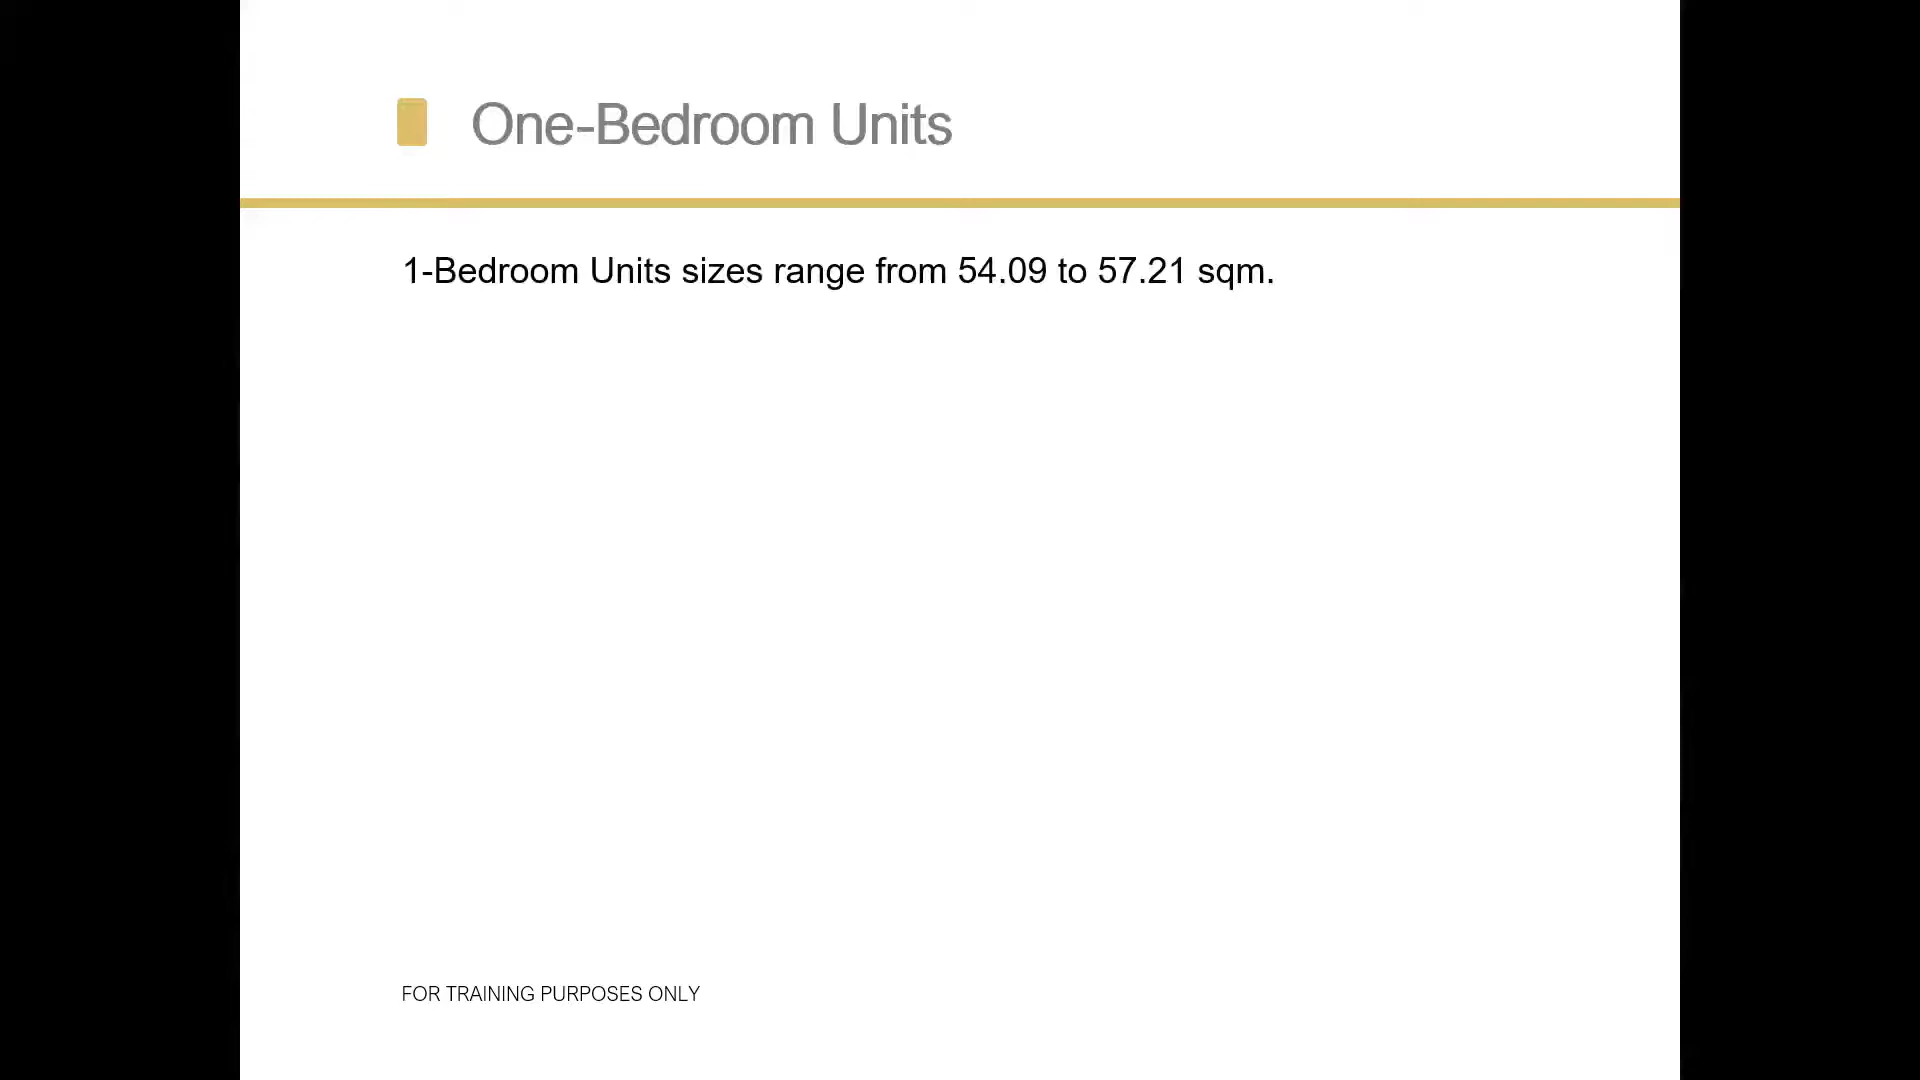 One-Bedroom Units
1-Bedroom Units sizes range from 54.09 to 57.21 sqm.
FOR TRAINING PURPOSES ONLY